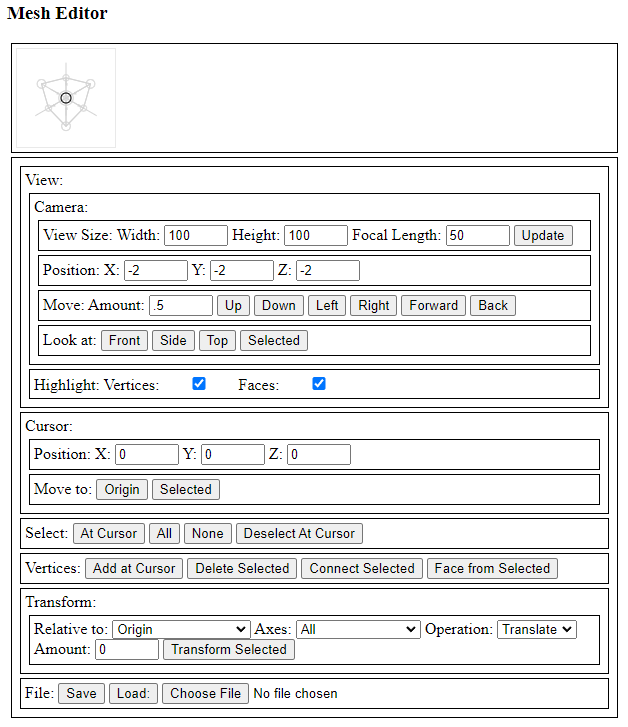 Mesh Editor
View:
Camera:
View Size: Width: 100 Height: 100 Focal Length: 50 Update
Position: X: -2 Y: -2 Z: -2
Move: Amount: .5 Up Down Left Right Forward Back
Look at: Front Side Top Selected
Highlight: Vertices: Faces:
Cursor:
Position: X: 0 Y: 0 Z: 0
Move to: Origin Selected
Select: At Cursor All None Deselect At Cursor
Vertices: Add at Cursor Delete Selected Connect Selected Face from Selected
Transform:
Relative to: Origin Axes: All Operation: Translate
Amount: 0 Transform Selected
File: Save Load: Choose File No file chosen